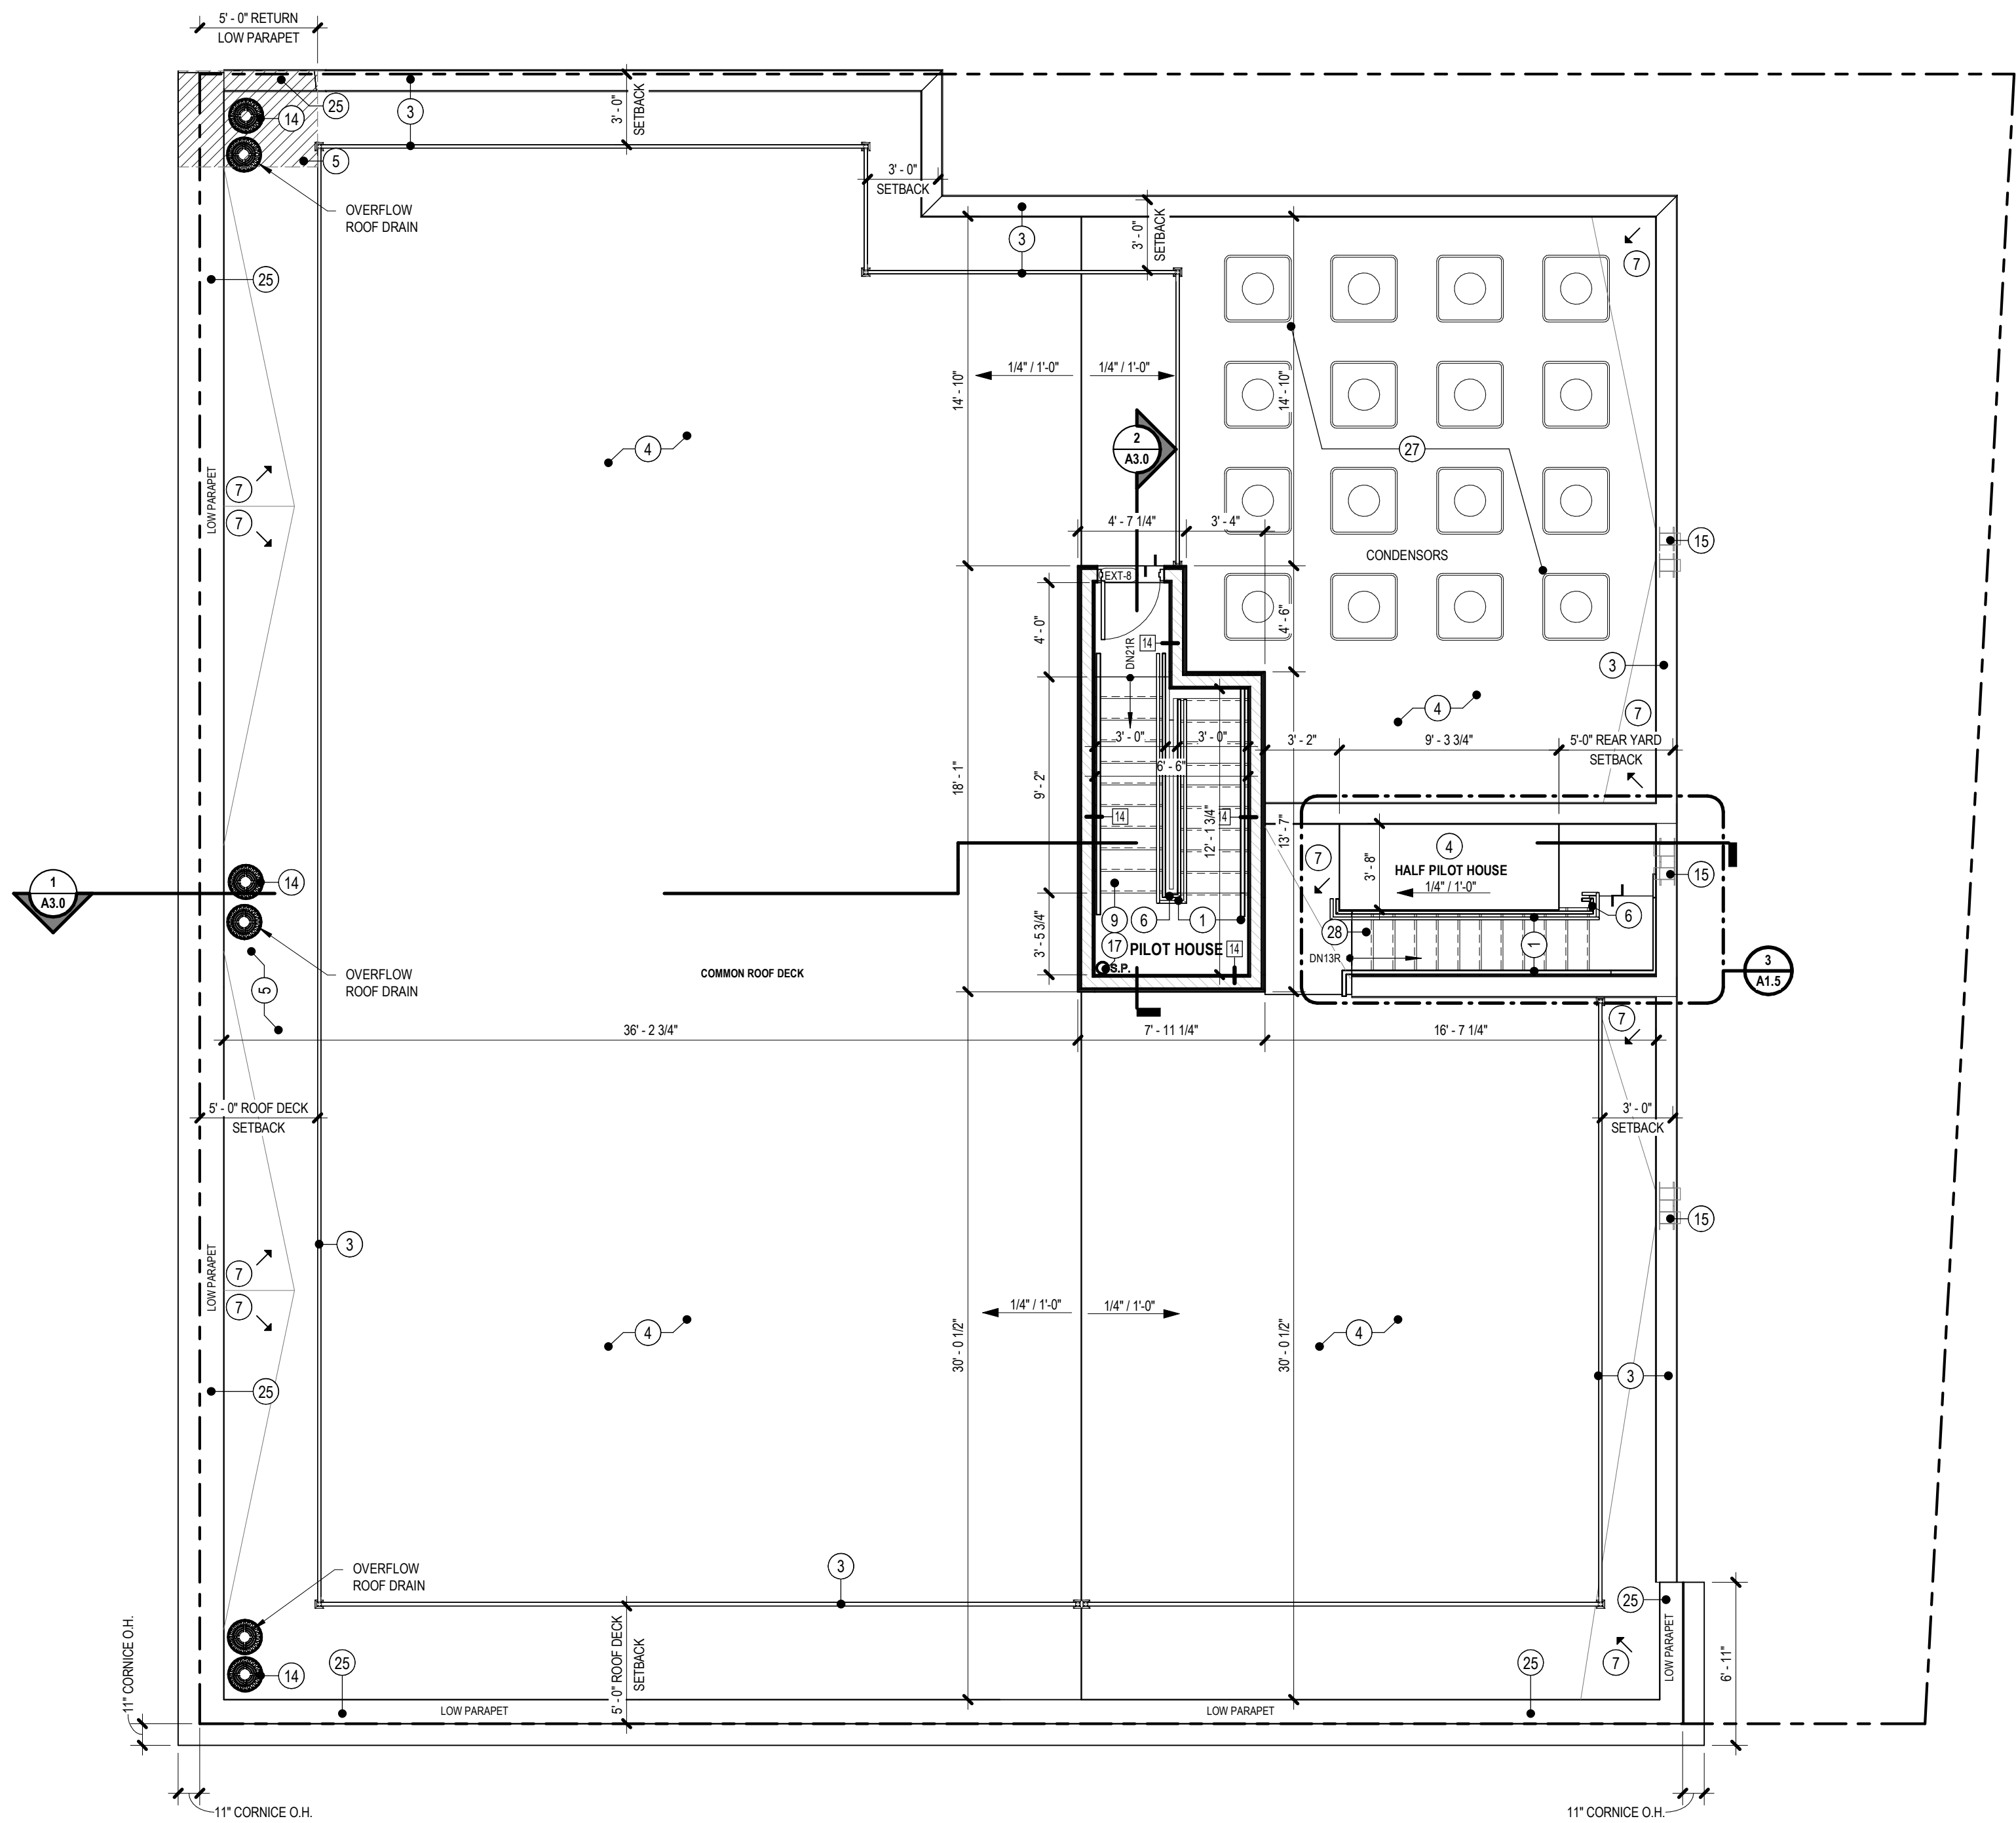 5' - 0" RETURN
LOW PARAPET
25
14
3
5
3' - 0"
SETBACK
3' - 0"
SETBACK
OVERFLOW
ROOF DRAIN
3
3' - 0"
SETBACK
7
25
14' - 10"
1/4" / 1'-0"
1/4" / 1'-0"
14' - 10"
4
2
A3.0
27
LOW PARAPET
7
7
4' - 7 1/4"
3' - 4"
CONDENSORS
15
EXT-8
4' - 0"
DN21R
14
4' - 6"
3
4
7
3' - 0"
3' - 0"
6' - 6"
3' - 2"
9' - 3 3/4"
5'-0" REAR YARD
SETBACK
18' - 1"
9' - 2"
14
12' - 1 3/4"
14
13' - 7"
7
3' - 8"
4
HALF PILOT HOUSE
1/4" / 1'-0"
15
1
A3.0
14
9
6
1
28
6
1
3' - 5 3/4"
17
PILOT HOUSE
14
S.P.
DN13R
3
A1.5
OVERFLOW
ROOF DRAIN
5
COMMON ROOF DECK
7
36' - 2 3/4"
7' - 11 1/4"
16' - 7 1/4"
5' - 0" ROOF DECK
SETBACK
3' - 0"
SETBACK
15
3
LOW PARAPET
7
7
1/4" / 1'-0"
1/4" / 1'-0"
30' - 0 1/2"
30' - 0 1/2"
4
4
3
25
OVERFLOW
ROOF DRAIN
3
25
LOW PARAPET
7
6' - 11"
11" CORNICE O.H.
14
25
5' - 0" ROOF DECK
SETBACK
25
LOW PARAPET
LOW PARAPET
11" CORNICE O.H.
11" CORNICE O.H.